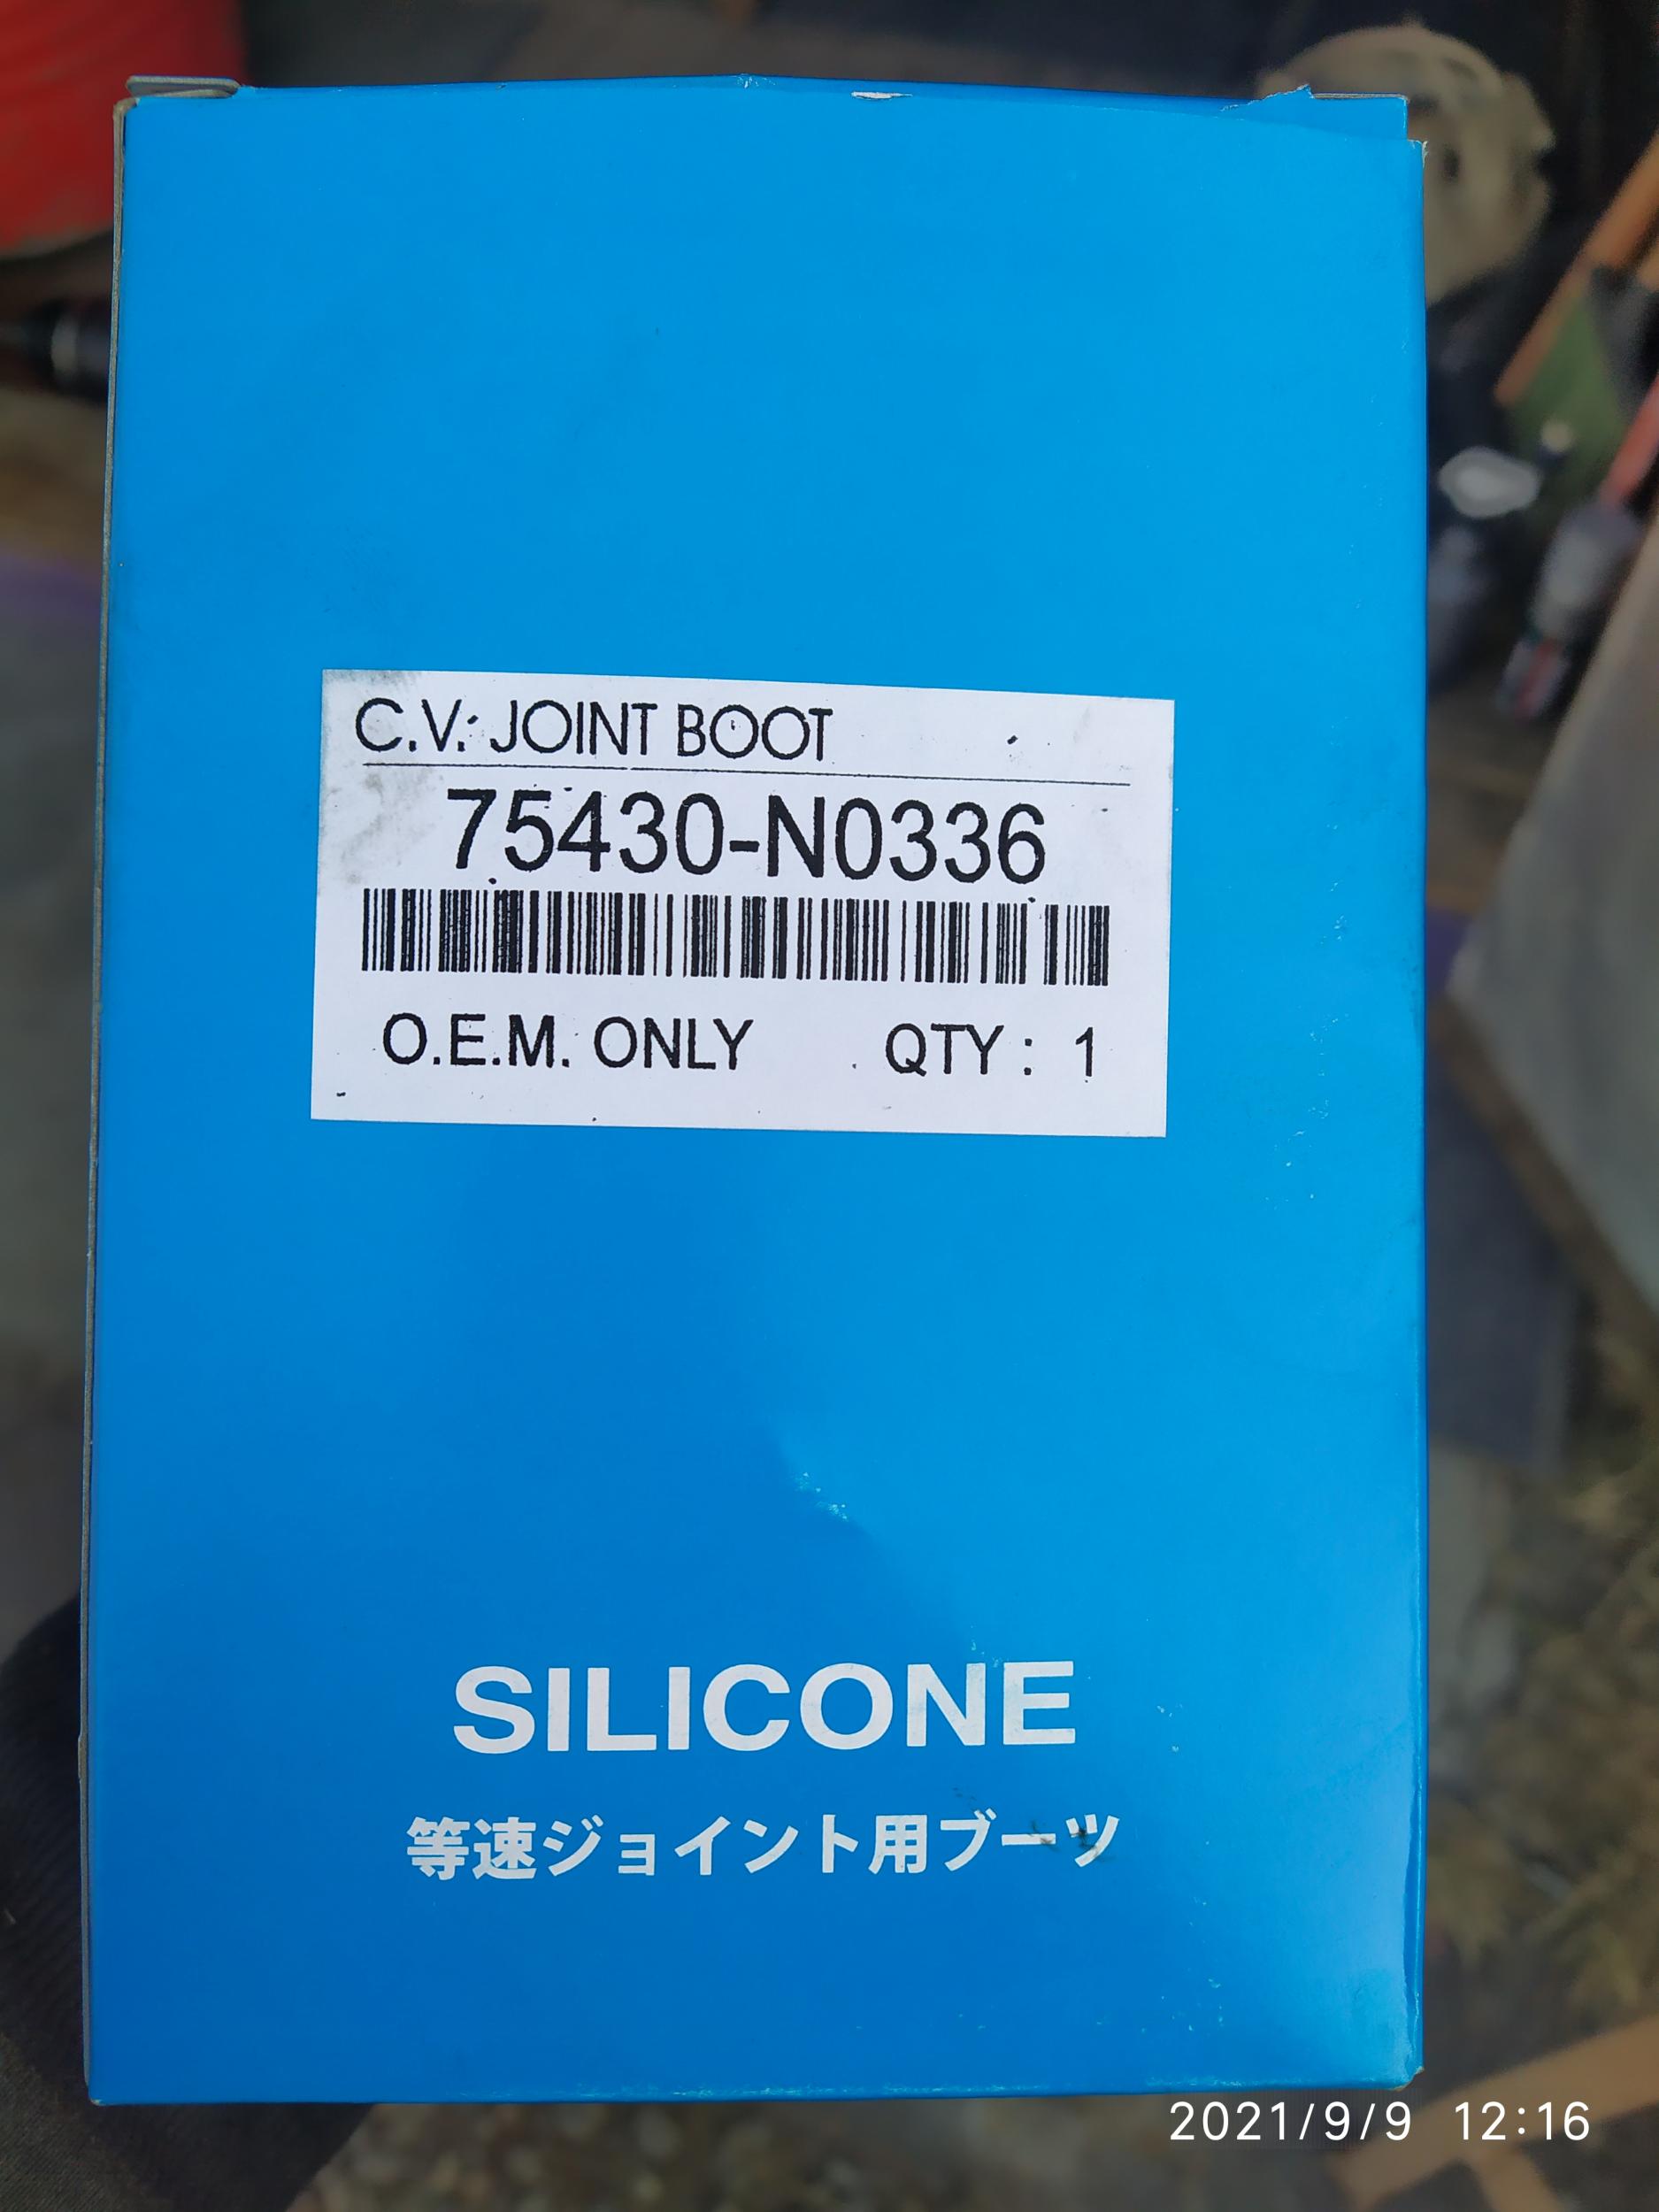 C.V. JOINT BOOT
75430-N0336
O.E.M. ONLY QTY : 1
SILICONE
等速ジョイント用ブーツ
2021/9/9 12:16